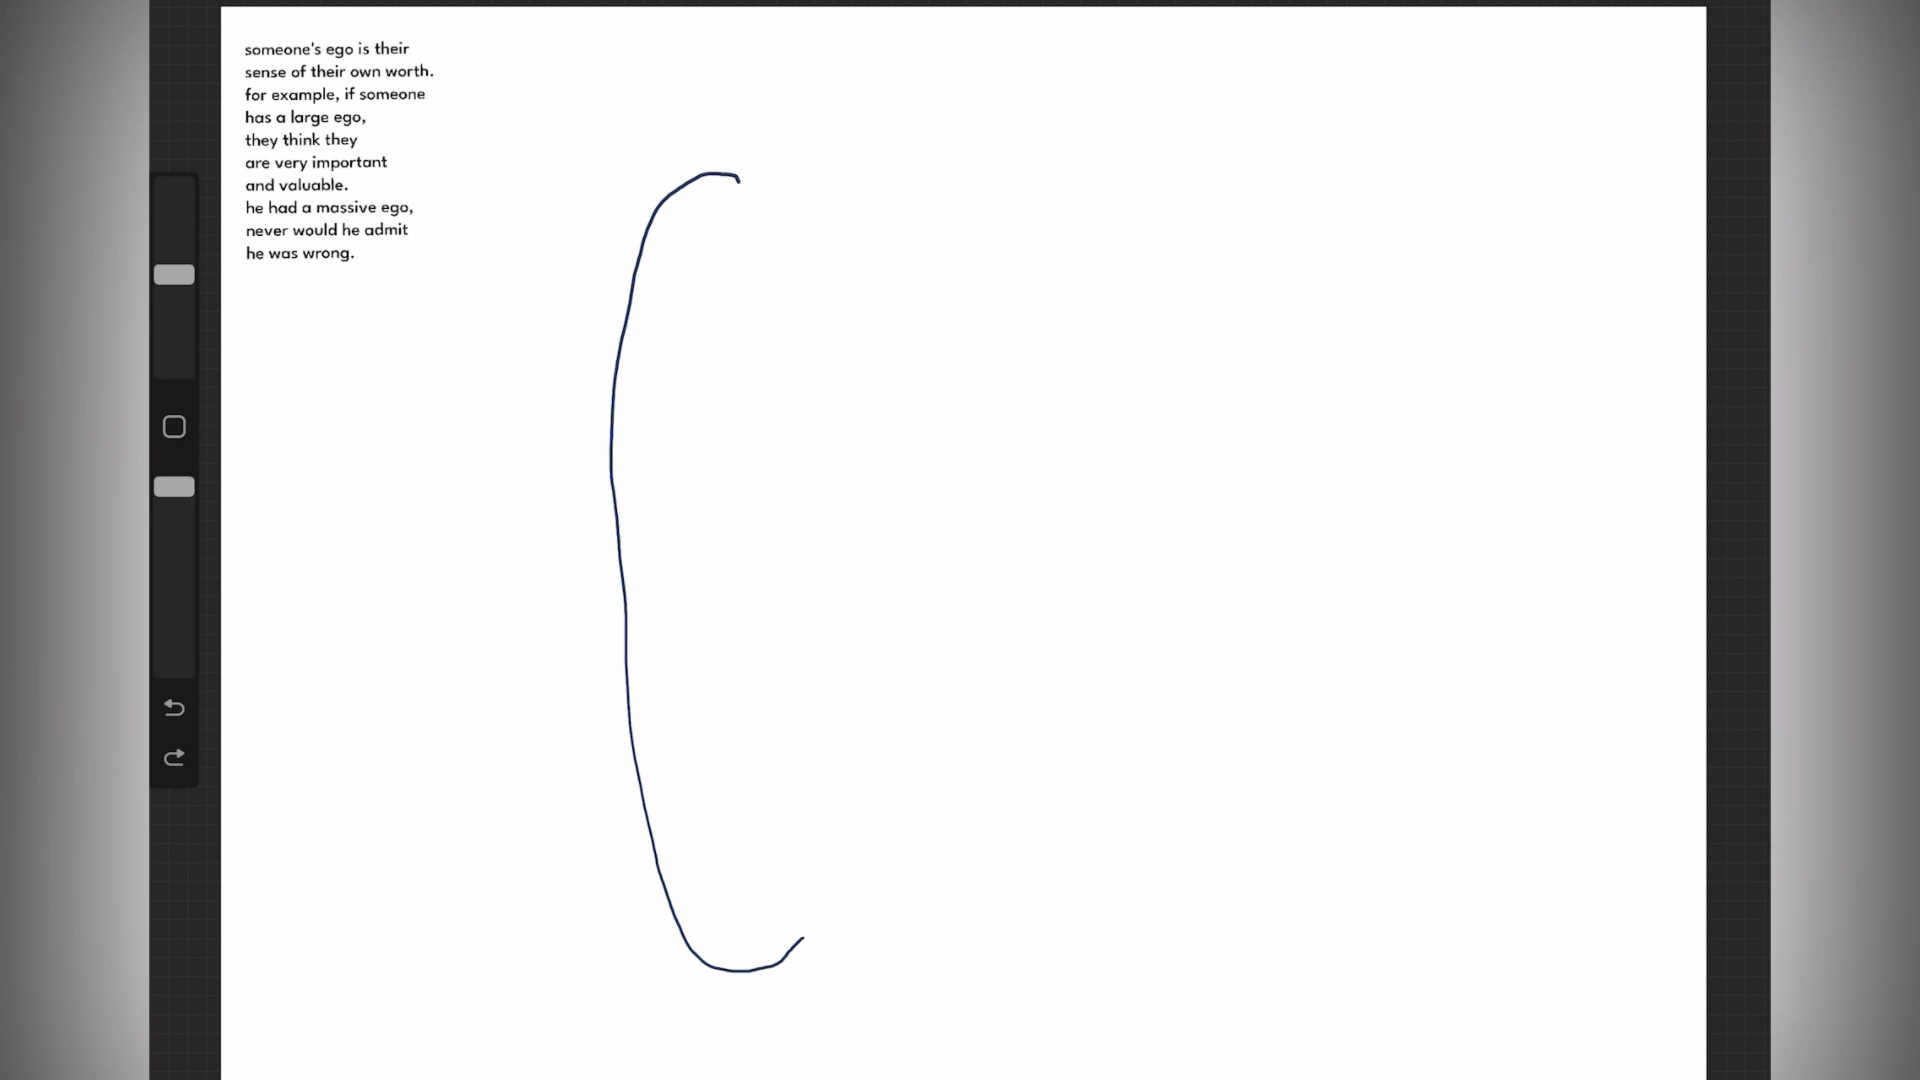 someone's ego is their
sense of their own worth.
for example, if someone
has a large ego,
they think they
are very important
and valuable.
he had a massive ego,
never would he admit
he was wrong.